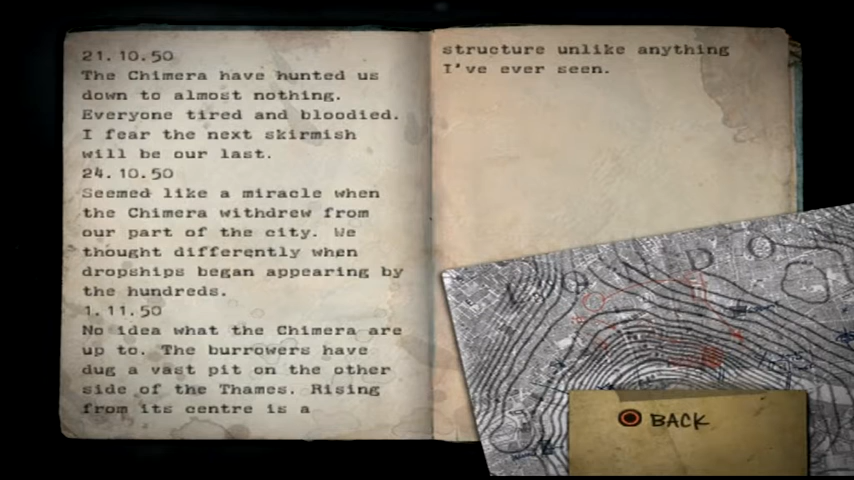 21.10.50
The Chimera have hunted us
down to almost nothing.
Everyone tired and bloodied.
I fear the next skirmish
will be our last.
24.10.50
Seemed like a miracle when
the Chimera withdrew from
our part of the city. We
thought differently when
dropships began appearing by
the hundreds.
1.11.50
No idea what the Chimera are
up to. The burrowers have
dug a vast pit on the other
side of the Thames. Rising
from its centre is a
structure unlike anything
I've ever seen.
BACK